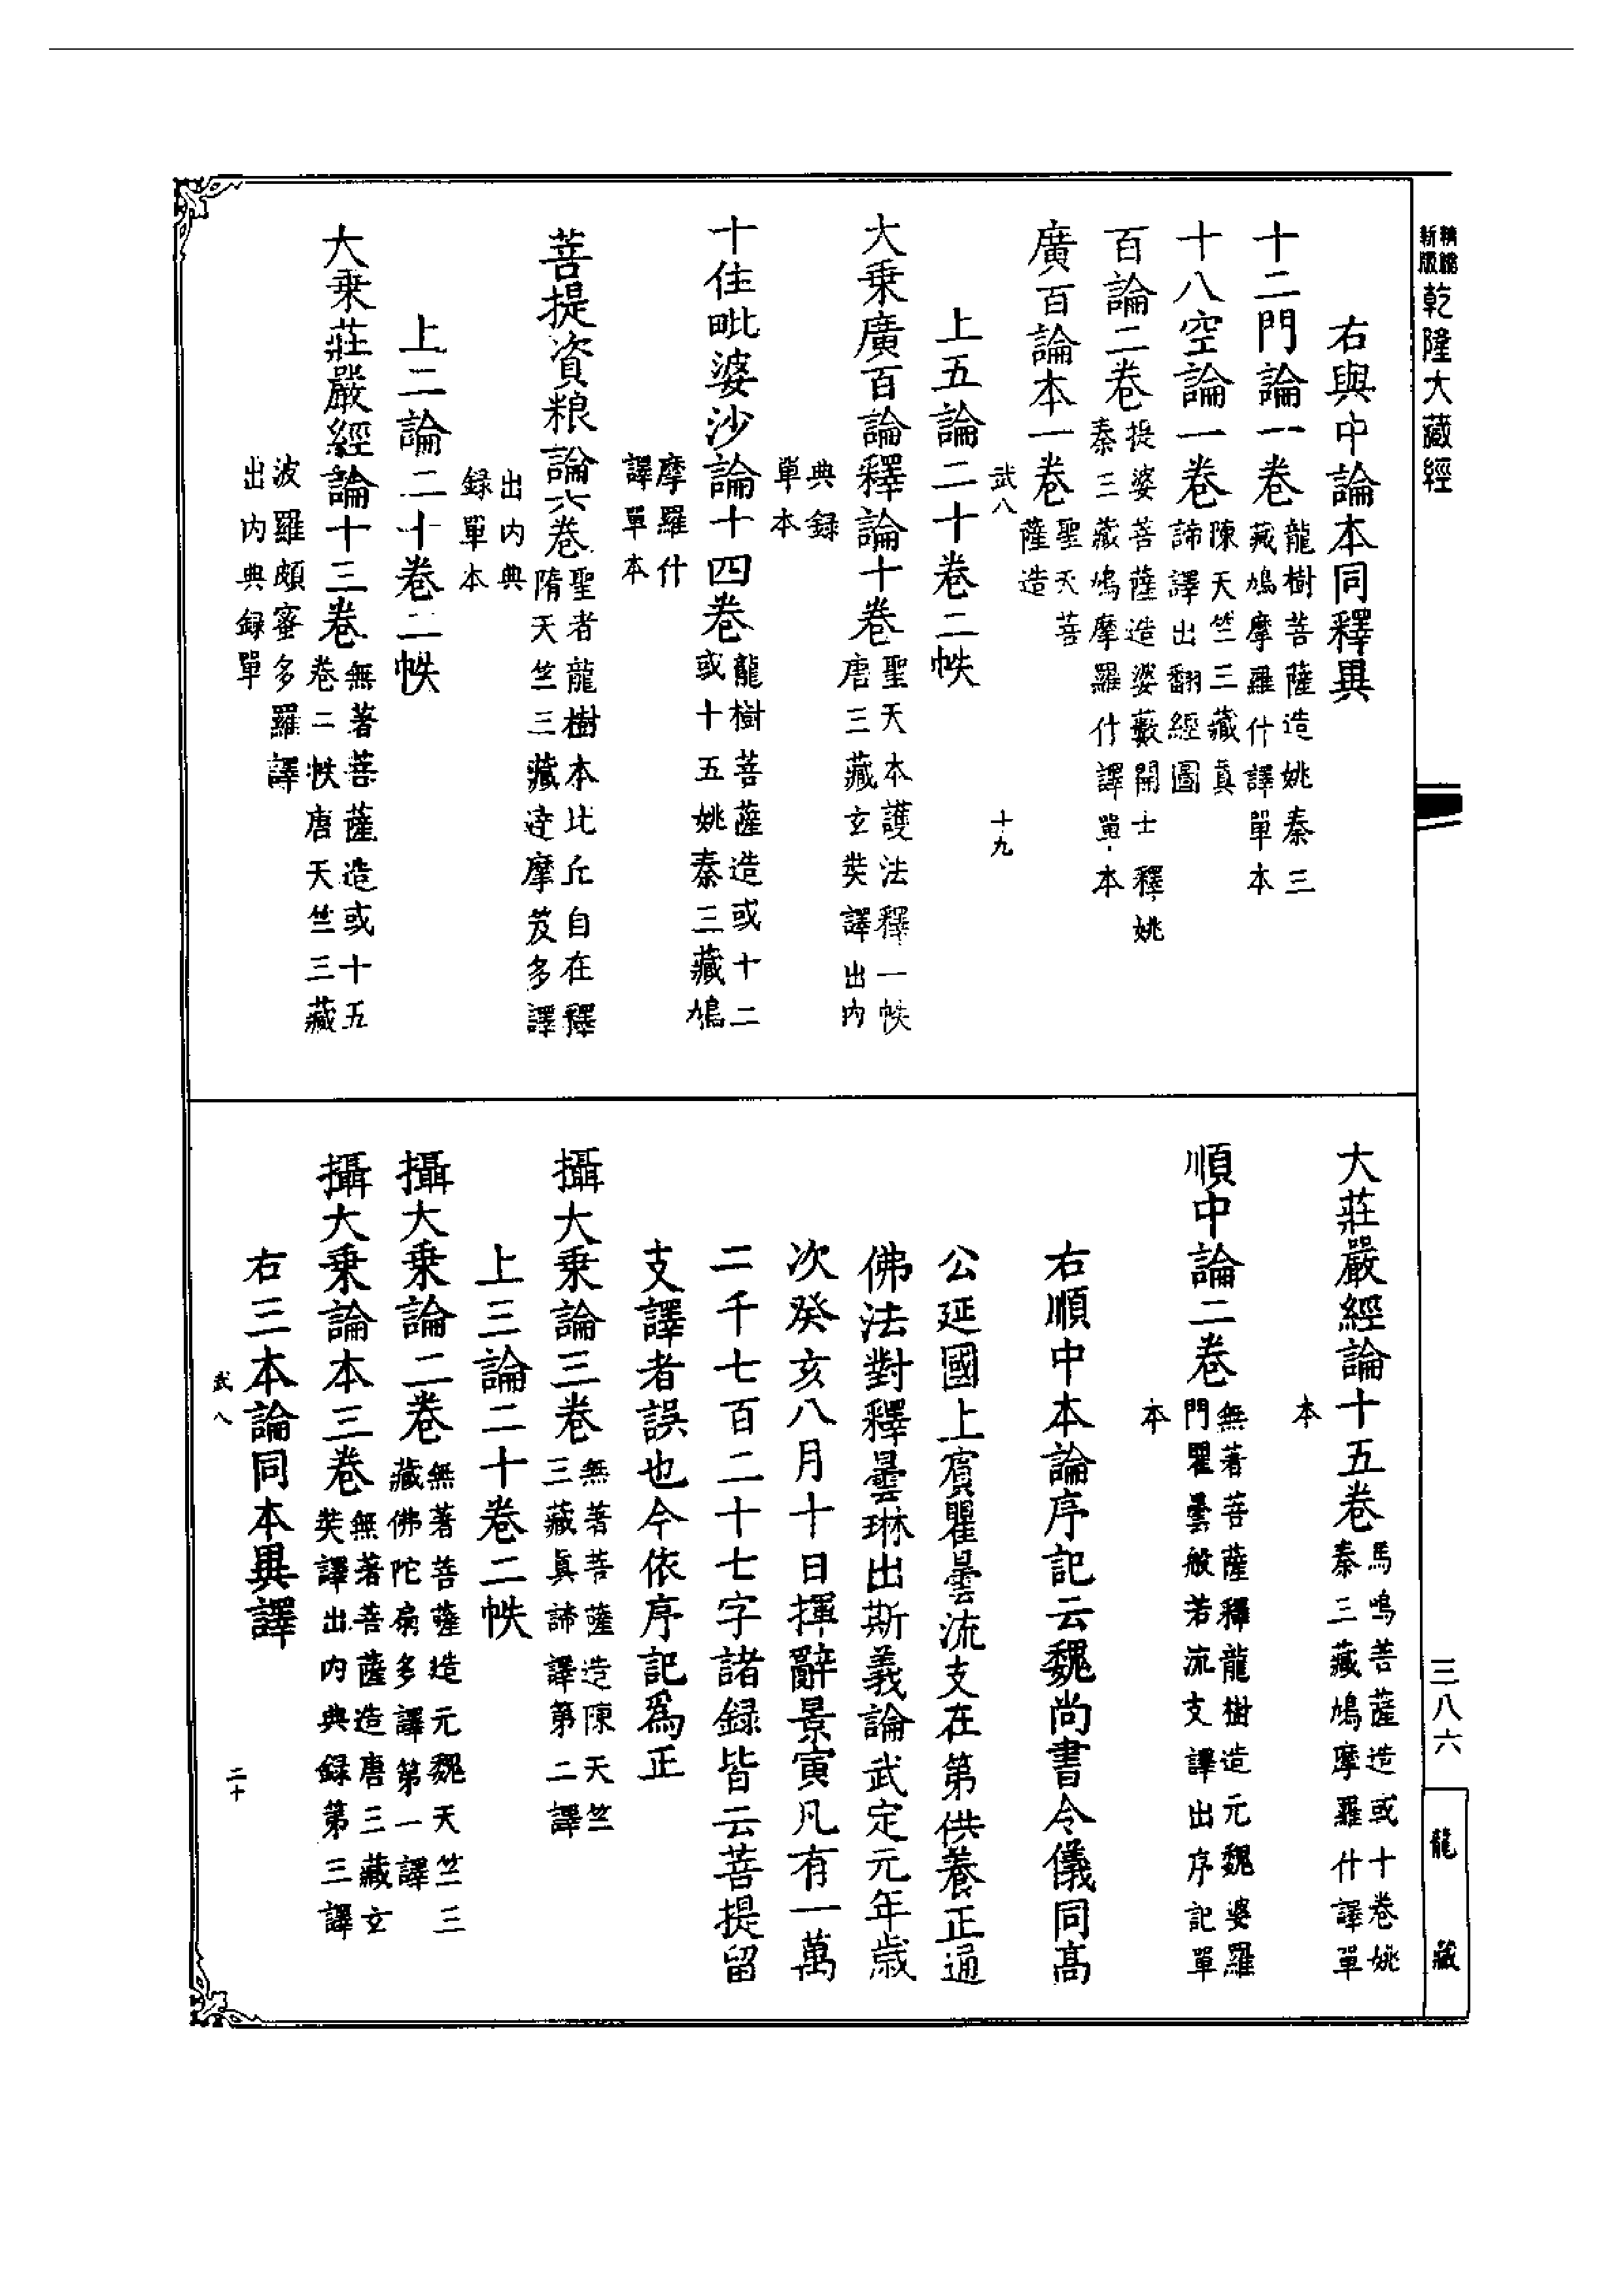 精縮新版乾隆大藏經
右與中論本同釋異
十二門論一卷
龍樹菩薩造姚秦三
藏鳩摩羅什譯單本
十八空論一卷
陳天竺三藏真
諦譯出翻經圖
百論二卷
提婆菩薩造婆藪開士釋姚
秦三藏鳩摩羅什譯單本
廣百論本一卷
聖天菩
薩造
武八
十九
上五論二十卷二帙
大乘廣百論釋論十卷
聖天本護法釋一帙
唐三藏玄奘譯出內
典録
單本
十住毗婆沙論十四卷
龍樹菩薩造或十二
或十五姚秦三藏鳩
摩羅什
譯單本
菩提資粮論六卷
聖者龍樹本比丘自在釋
隋天竺三藏達摩笈多譯
出內典
録單本
上二論二十卷二帙
大乘莊嚴經論十三卷
無著菩薩造或十五
卷二帙唐天竺三藏
波羅頗蜜多羅譯
出內典録單
大莊嚴經論十五卷
馬鳴菩薩造或十卷姚
秦三藏鳩摩羅什譯單
本
順中論二卷
無著菩薩釋龍樹造元魏婆羅
門瞿曇般若流支譯出序記單
本
右順中本論序記云魏尚書令儀同高
公延國上賓瞿曇流支在第供養正通
佛法對釋曇琳出斯義論武定元年歲
次癸亥八月十日揮辭景寅凡有一萬
二千七百二十七字諸録皆云菩提留
支譯者誤也今依序記爲正
攝大乘論三卷
無著菩薩造陳天竺
三藏真諦譯第二譯
上三論二十卷二帙
攝大乘論二卷
無著菩薩造元魏天竺三
藏佛陀扇多譯第一譯
攝大乘論本三卷
無著菩薩造唐三藏玄
奘譯出內典録第三譯
右三本論同本異譯
武八
二十
三八六
龍藏